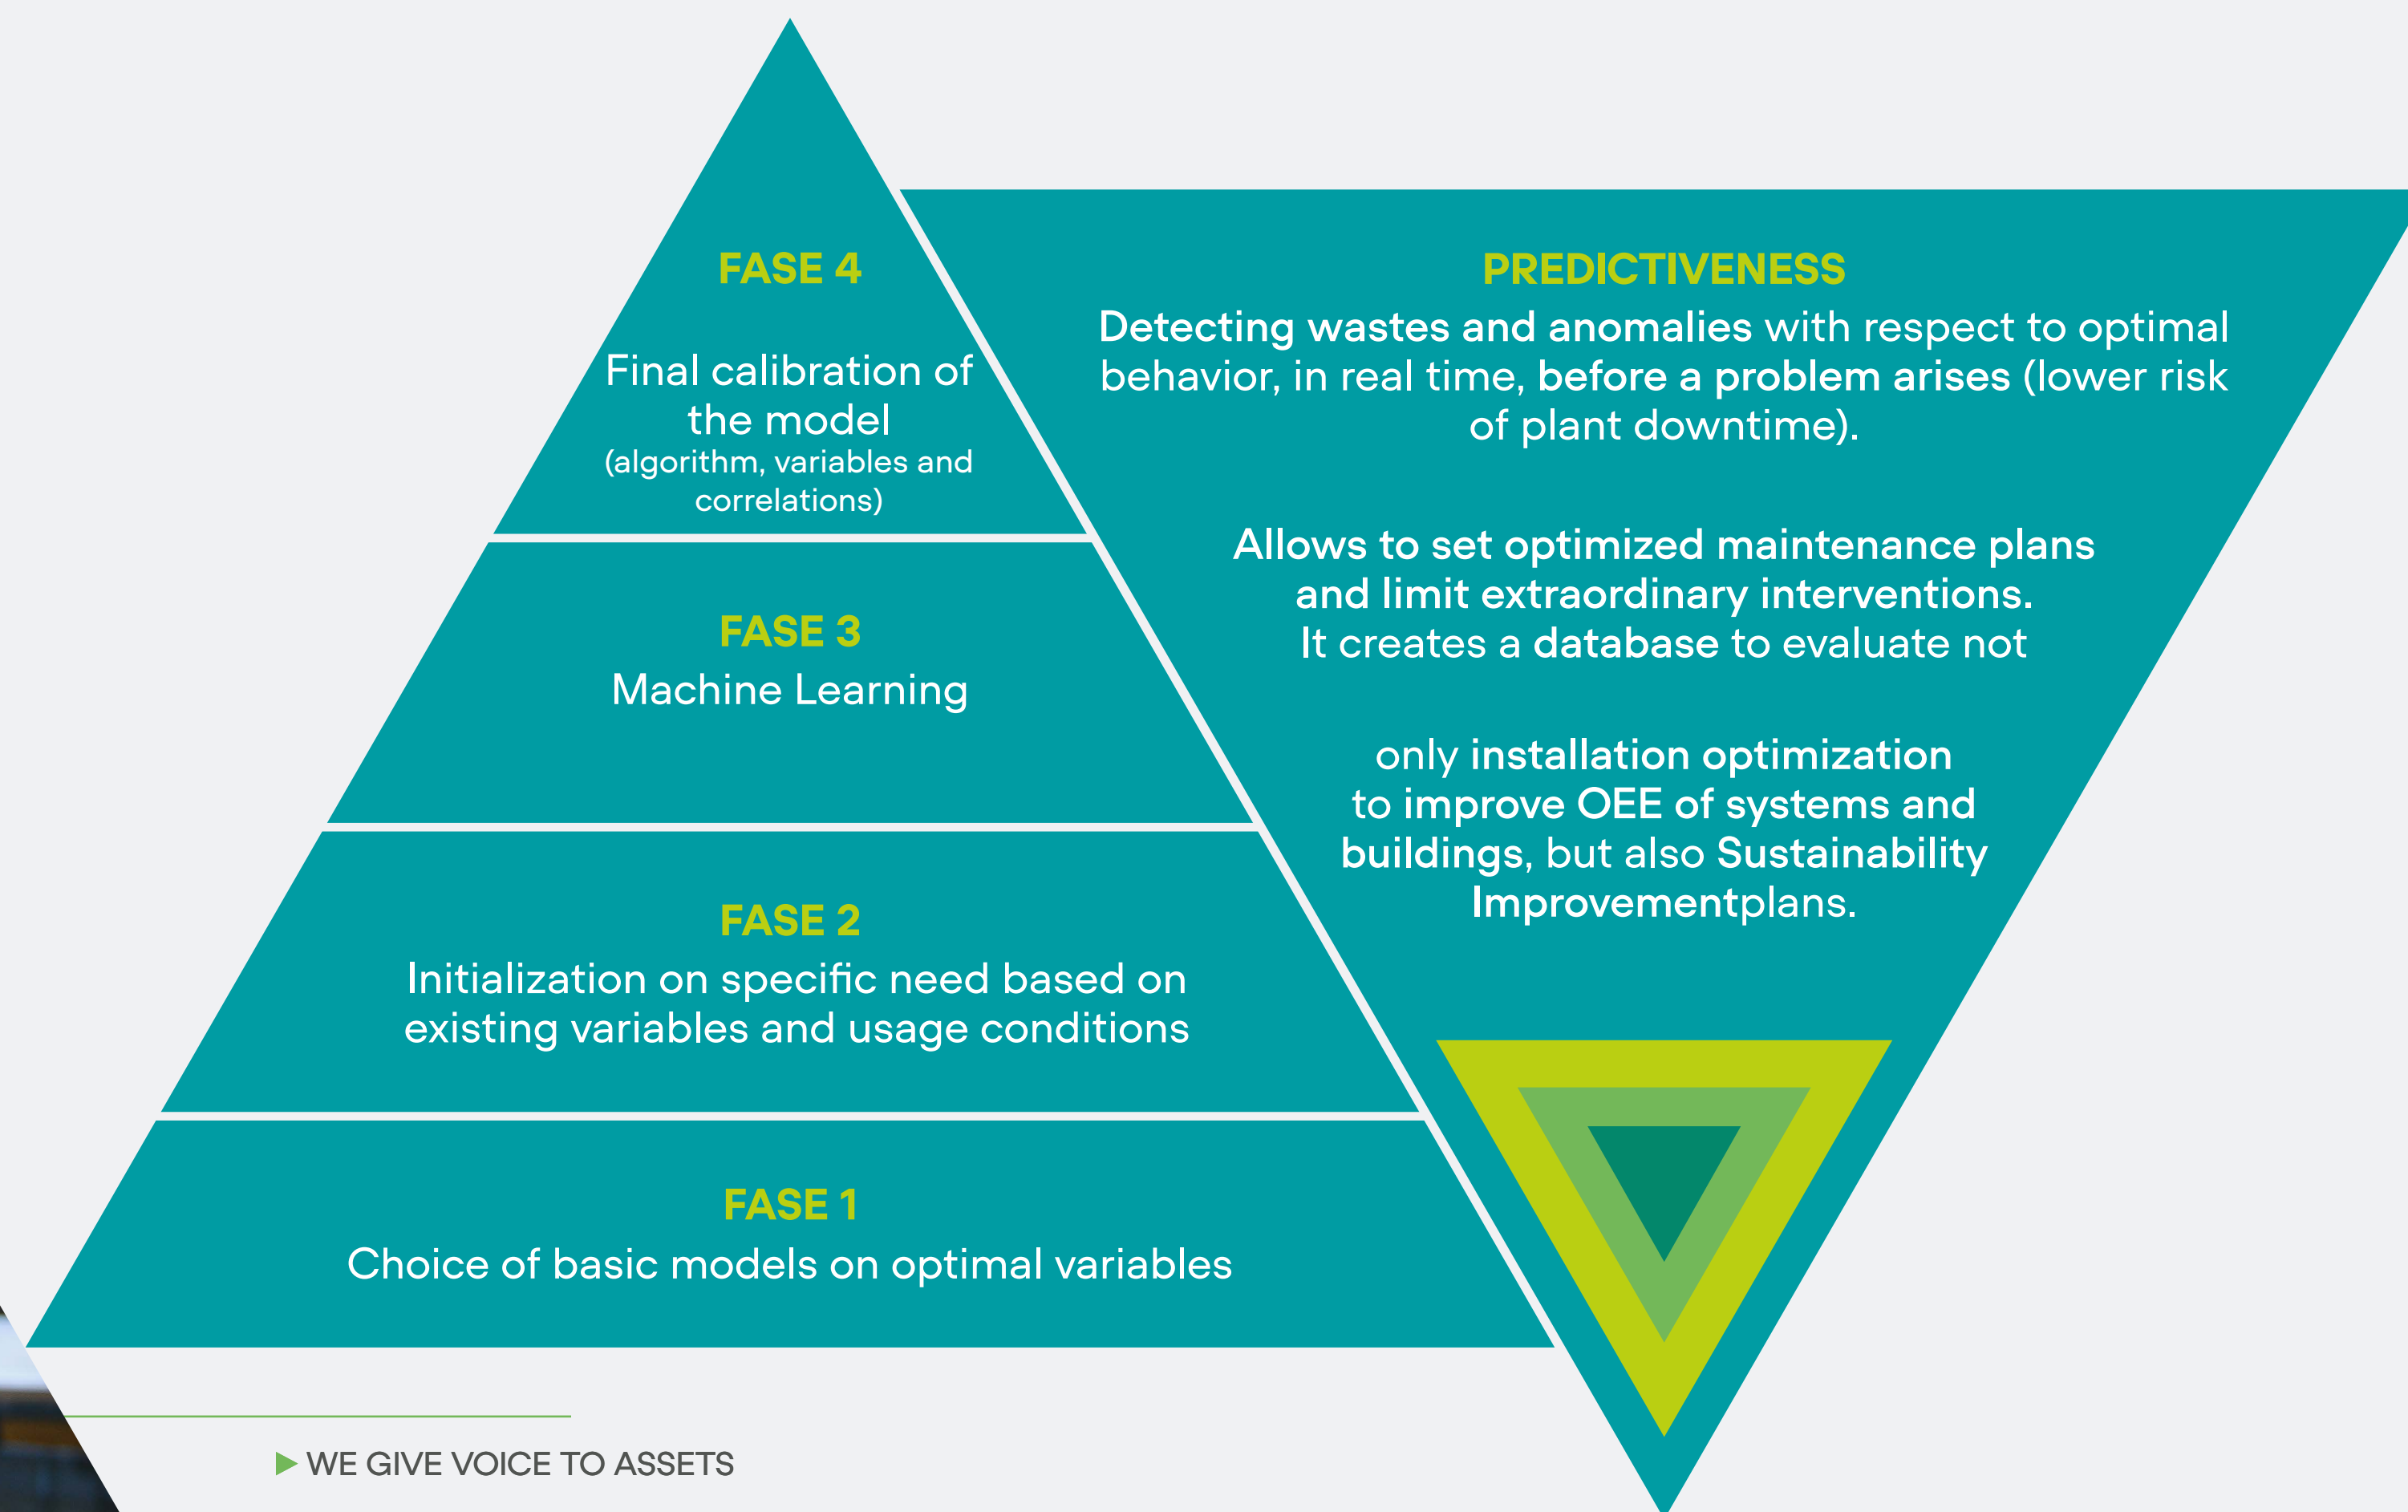 FASE 4
Final calibration of
the model
(algorithm, variables and
correlations)
FASE 3
Machine Learning
FASE 2
Initialization on specific need based on
existing variables and usage conditions
FASE 1
Choice of basic models on optimal variables
PREDICTIVENESS
Detecting wastes and anomalies with respect to optimal
behavior, in real time, before a problem arises (lower risk
of plant downtime).
Allows to set optimized maintenance plans
and limit extraordinary interventions.
It creates a database to evaluate not
only installation optimization
to improve OEE of systems and
buildings, but also Sustainability
Improvementplans.
WE GIVE VOICE TO ASSETS